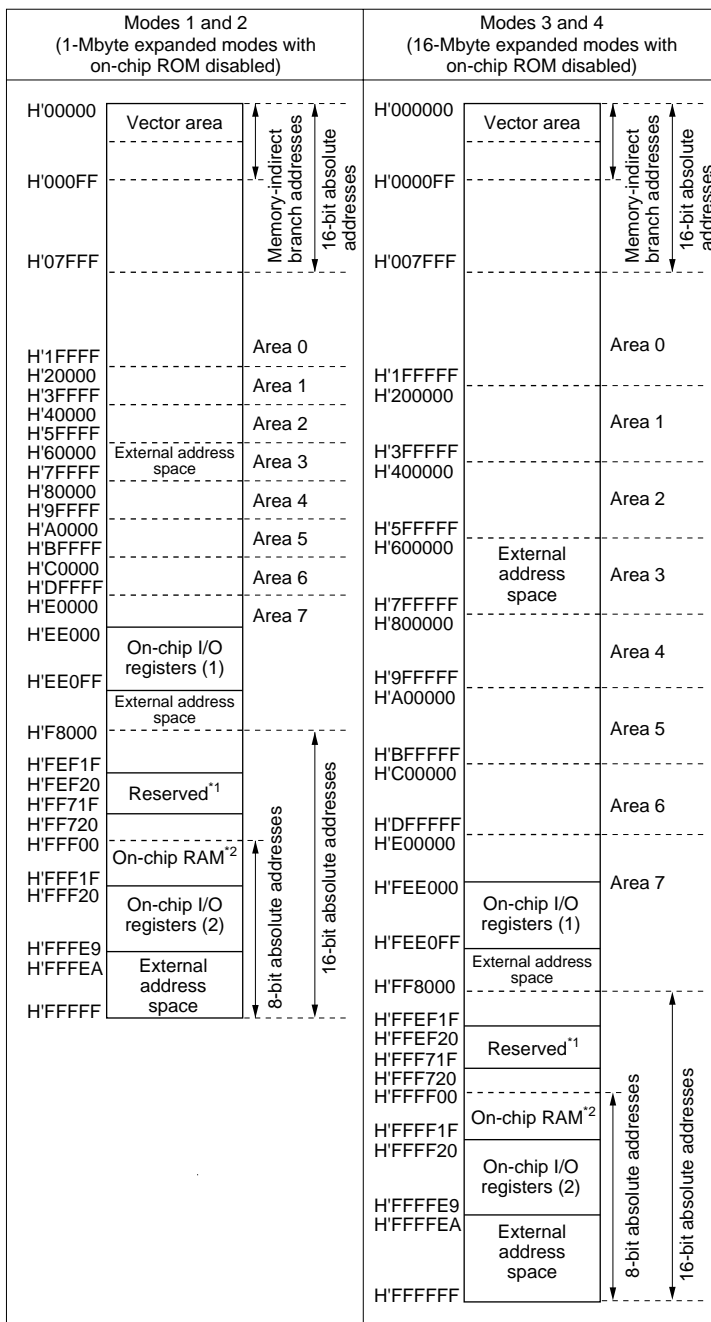 Modes 1 and 2
(1-Mbyte expanded modes with
on-chip ROM disabled)
H'00000
Vector area
H'000FF
H'07FFF
Memory-indirect
branch addresses
16-bit absolute
addresses
H'1FFFF
Area 0
H'20000
H'3FFFF
Area 1
H'40000
H'5FFFF
Area 2
H'60000
H'7FFFF
External address
space
Area 3
H'80000
H'9FFFF
Area 4
H'A0000
H'BFFFF
Area 5
H'C0000
H'DFFFF
Area 6
H'E0000
Area 7
H'EE000
On-chip I/O
registers (1)
H'EE0FF
External address
space
H'F8000
H'FEF1F
H'FEF20
Reserved*1
H'FF71F
H'FF720
H'FFF00
On-chip RAM*2
H'FFF1F
H'FFF20
On-chip I/O
registers (2)
H'FFFE9
H'FFFEA
External
address
space
H'FFFFF
8-bit absolute addresses
16-bit absolute addresses
Modes 3 and 4
(16-Mbyte expanded modes with
on-chip ROM disabled)
H'000000
Vector area
H'0000FF
H'007FFF
Memory-indirect
branch addresses
16-bit absolute
addresses
Area 0
H'1FFFFF
H'200000
Area 1
H'3FFFFF
H'400000
Area 2
H'5FFFFF
H'600000
External
address
space
Area 3
H'7FFFFF
H'800000
Area 4
H'9FFFFF
H'A00000
Area 5
H'BFFFFF
H'C00000
Area 6
H'DFFFFF
H'E00000
Area 7
H'FEE000
On-chip I/O
registers (1)
H'FEE0FF
External address
space
H'FF8000
H'FFEF1F
H'FFEF20
Reserved*1
H'FFF71F
H'FFF720
H'FFFF00
On-chip RAM*2
H'FFFF1F
H'FFFF20
On-chip I/O
registers (2)
H'FFFFE9
H'FFFFEA
External
address
space
H'FFFFFF
8-bit absolute addresses
16-bit absolute addresses